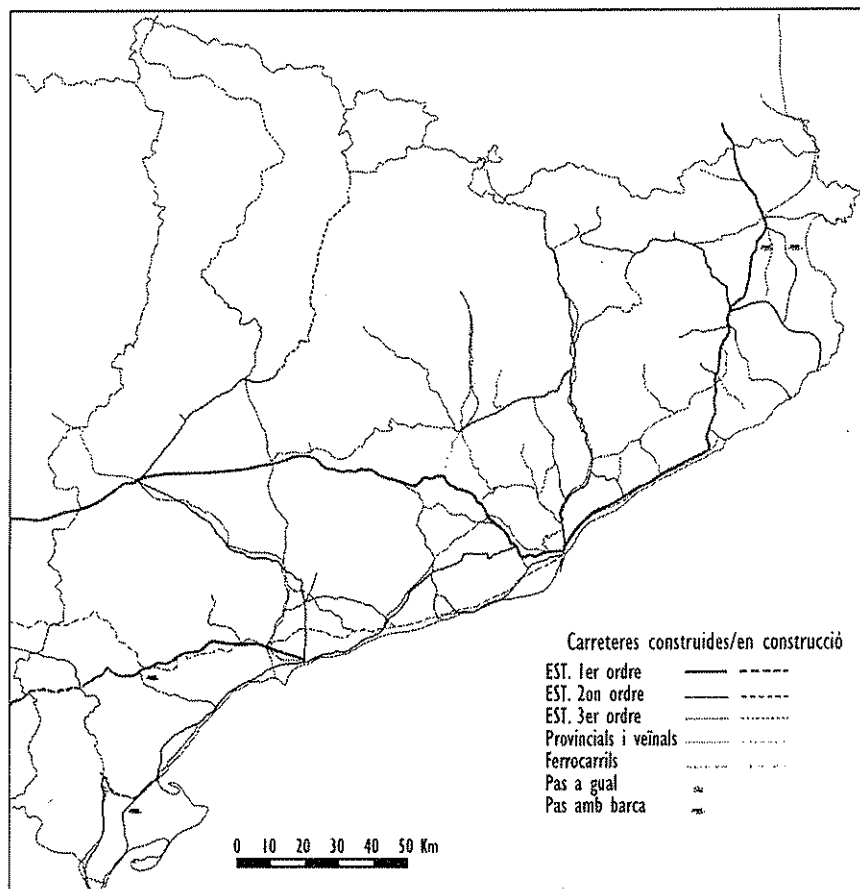 Carreteres construides/en construcció
EST. 1er ordre
EST. 2on ordre
EST. 3er ordre
Provincials i veïnals
Ferrocarrils
Pas a gual
Pas amb barca
0 10 20 30 40 50 Km